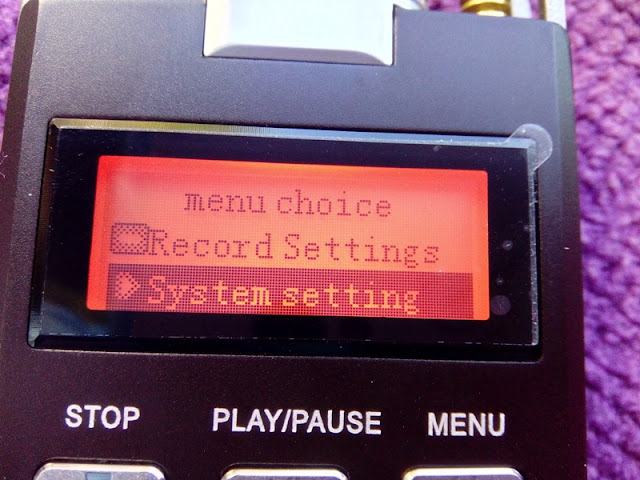 menu choice
Record Settings
System setting
STOP PLAY/PAUSE MENU